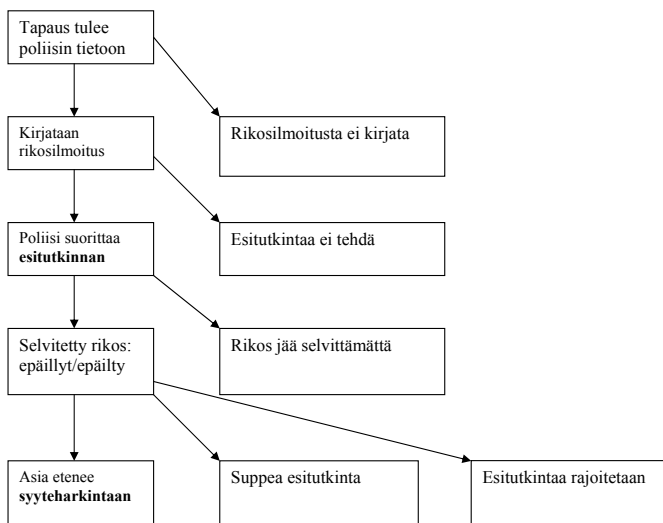 Tapaus tulee
poliisin tietoon
Kirjataan
rikosilmoitus
Rikosilmoitusta ei kirjata
Poliisi suorittaa
esitutkinnan
Esitutkintaa ei tehdä
Selvitetty rikos:
epäillyt/epäilty
Rikos jää selvittämättä
Asia etenee
syyteharkintaan
Suppea esitutkinta
Esitutkintaa rajoitetaan